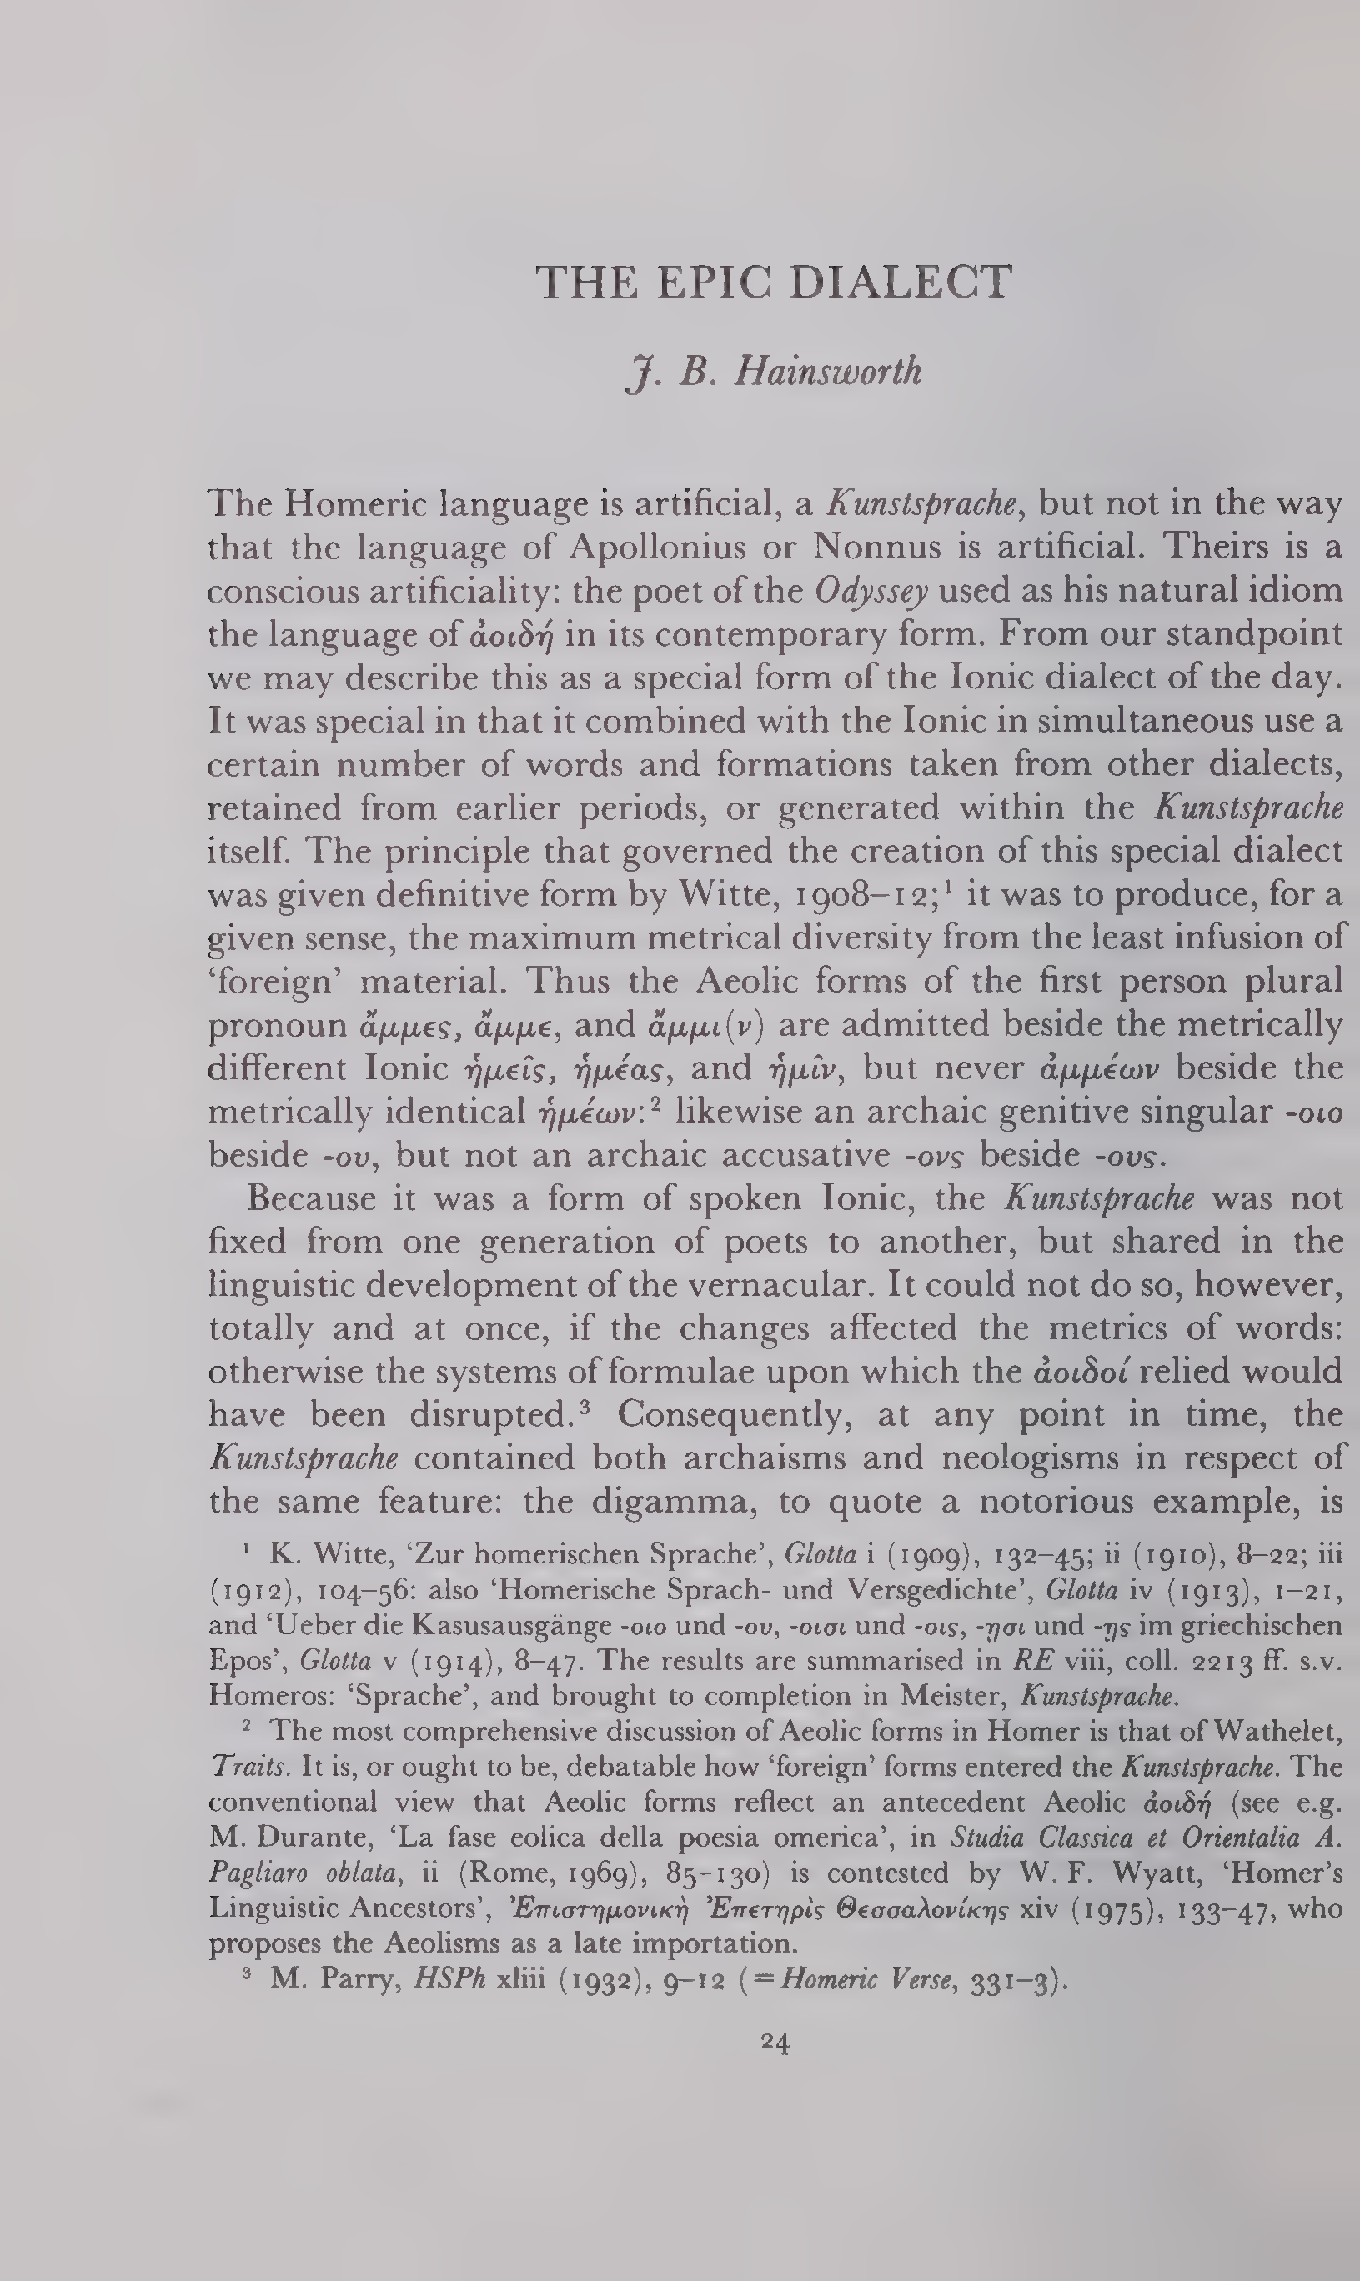 THE EPIC DIALECT
J. B. Hainsworth
The Homeric language is artificial, a Kunstsprache, but not in the way
that the language of Apollonius or Nonnus is artificial. Theirs is a
conscious artificiality: the poet of the Odyssey used as his natural idiom
the language of ἀοιδή in its contemporary form. From our standpoint
we may describe this as a special form of the Ionic dialect of the day.
It was special in that it combined with the Ionic in simultaneous use a
certain number of words and formations taken from other dialects,
retained from earlier periods, or generated within the Kunstsprache
itself. The principle that governed the creation of this special dialect
was given definitive form by Witte, 1908–12;¹ it was to produce, for a
given sense, the maximum metrical diversity from the least infusion of
‘foreign’ material. Thus the Aeolic forms of the first person plural
pronoun ἄμμες, ἄμμε, and ἄμμι(ν) are admitted beside the metrically
different Ionic ἡμεῖς, ἡμέας, and ἡμῖν, but never ἀμμέων beside the
metrically identical ἡμέων:² likewise an archaic genitive singular -οιο
beside -ου, but not an archaic accusative -ονς beside -ους.
Because it was a form of spoken Ionic, the Kunstsprache was not
fixed from one generation of poets to another, but shared in the
linguistic development of the vernacular. It could not do so, however,
totally and at once, if the changes affected the metrics of words:
otherwise the systems of formulae upon which the ἀοιδοί relied would
have been disrupted.³ Consequently, at any point in time, the
Kunstsprache contained both archaisms and neologisms in respect of
the same feature: the digamma, to quote a notorious example, is
¹ K. Witte, ‘Zur homerischen Sprache’, Glotta i (1909), 132–45; ii (1910), 8–22; iii
(1912), 104–56: also ‘Homerische Sprach- und Versgedichte’, Glotta iv (1913), 1–21,
and ‘Ueber die Kasusausgänge -οιο und -ου, -οισι und -οις, -ῃσι und -ῃς im griechischen
Epos’, Glotta v (1914), 8–47. The results are summarised in RE viii, coll. 2213 ff. s.v.
Homeros: ‘Sprache’, and brought to completion in Meister, Kunstsprache.
² The most comprehensive discussion of Aeolic forms in Homer is that of Wathelet,
Traits. It is, or ought to be, debatable how ‘foreign’ forms entered the Kunstsprache. The
conventional view that Aeolic forms reflect an antecedent Aeolic ἀοιδή (see e.g.
M. Durante, ‘La fase eolica della poesia omerica’, in Studia Classica et Orientalia A.
Pagliaro oblata, ii (Rome, 1969), 85–130) is contested by W. F. Wyatt, ‘Homer’s
Linguistic Ancestors’, Ἐπιστημονικὴ Ἐπετηρὶς Θεσσαλονίκης xiv (1975), 133–47, who
proposes the Aeolisms as a late importation.
³ M. Parry, HSPh xliii (1932), 9–12 (=Homeric Verse, 331–3).
24